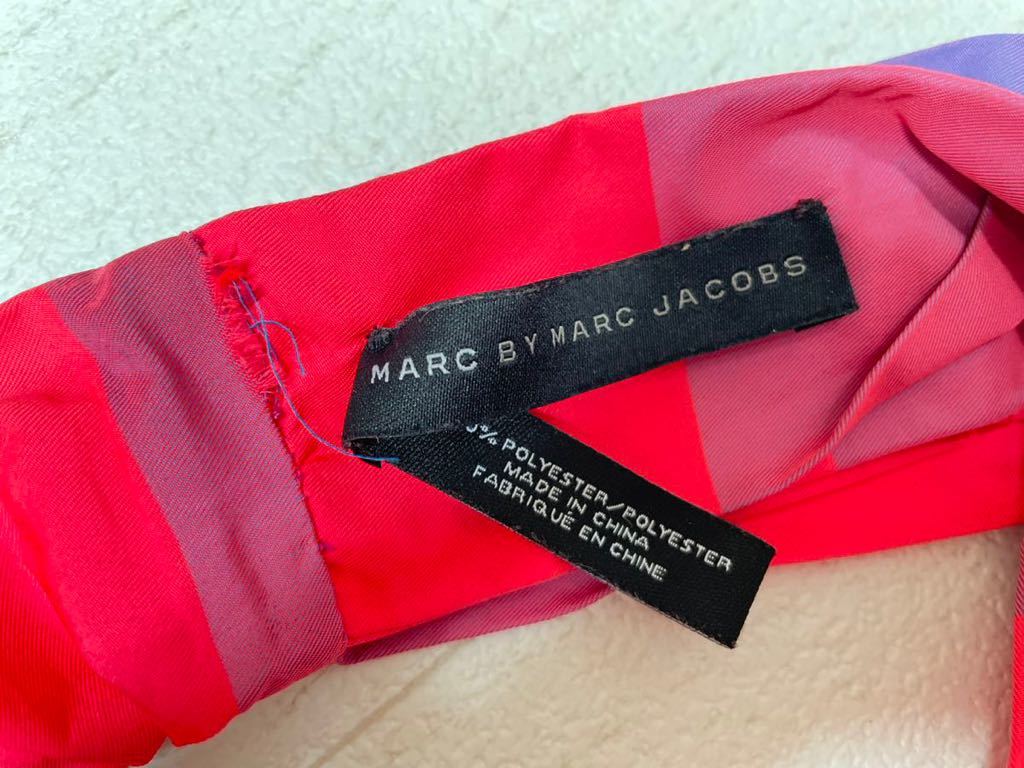 MARC BY MARC JACOBS
% POLYESTER/POLYESTER
MADE IN CHINA
FABRIQUÉ EN CHINE